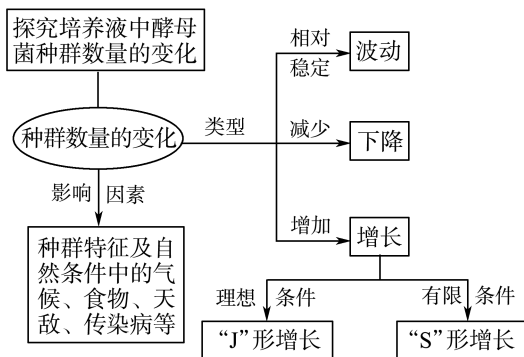 探究培养液中酵母
菌种群数量的变化
种群数量的变化
影响 因素
种群特征及自
然条件中的气
候、食物、天
敌、传染病等
类型
相对
稳定
波动
减少
下降
增加
增长
理想 条件
“J”形增长
有限 条件
“S”形增长